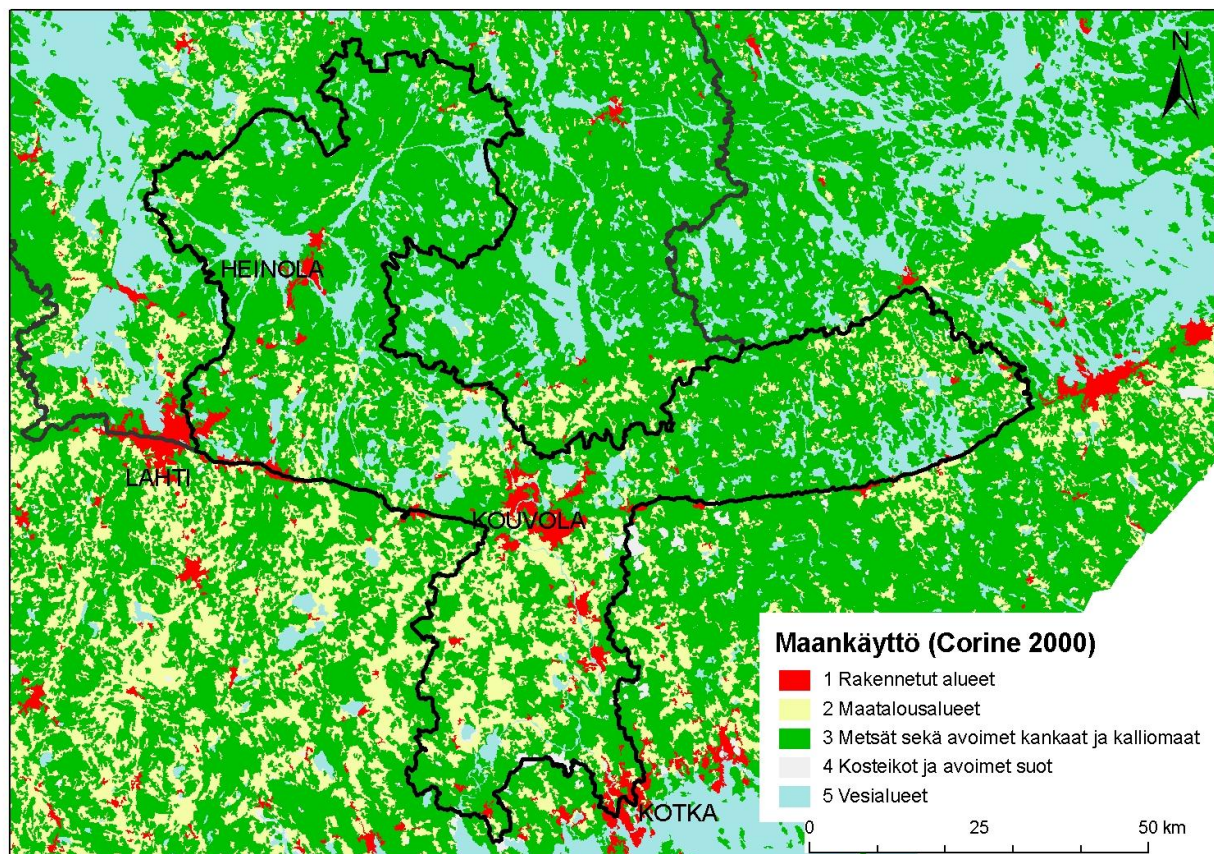 N
HEINOLA
LAHTI
KOUVOLA
KOTKA
Maankäyttö (Corine 2000)
1 Rakennetut alueet
2 Maatalousalueet
3 Metsät sekä avoimet kankaat ja kalliomaat
4 Kosteikot ja avoimet suot
5 Vesialueet
0 25 50 km